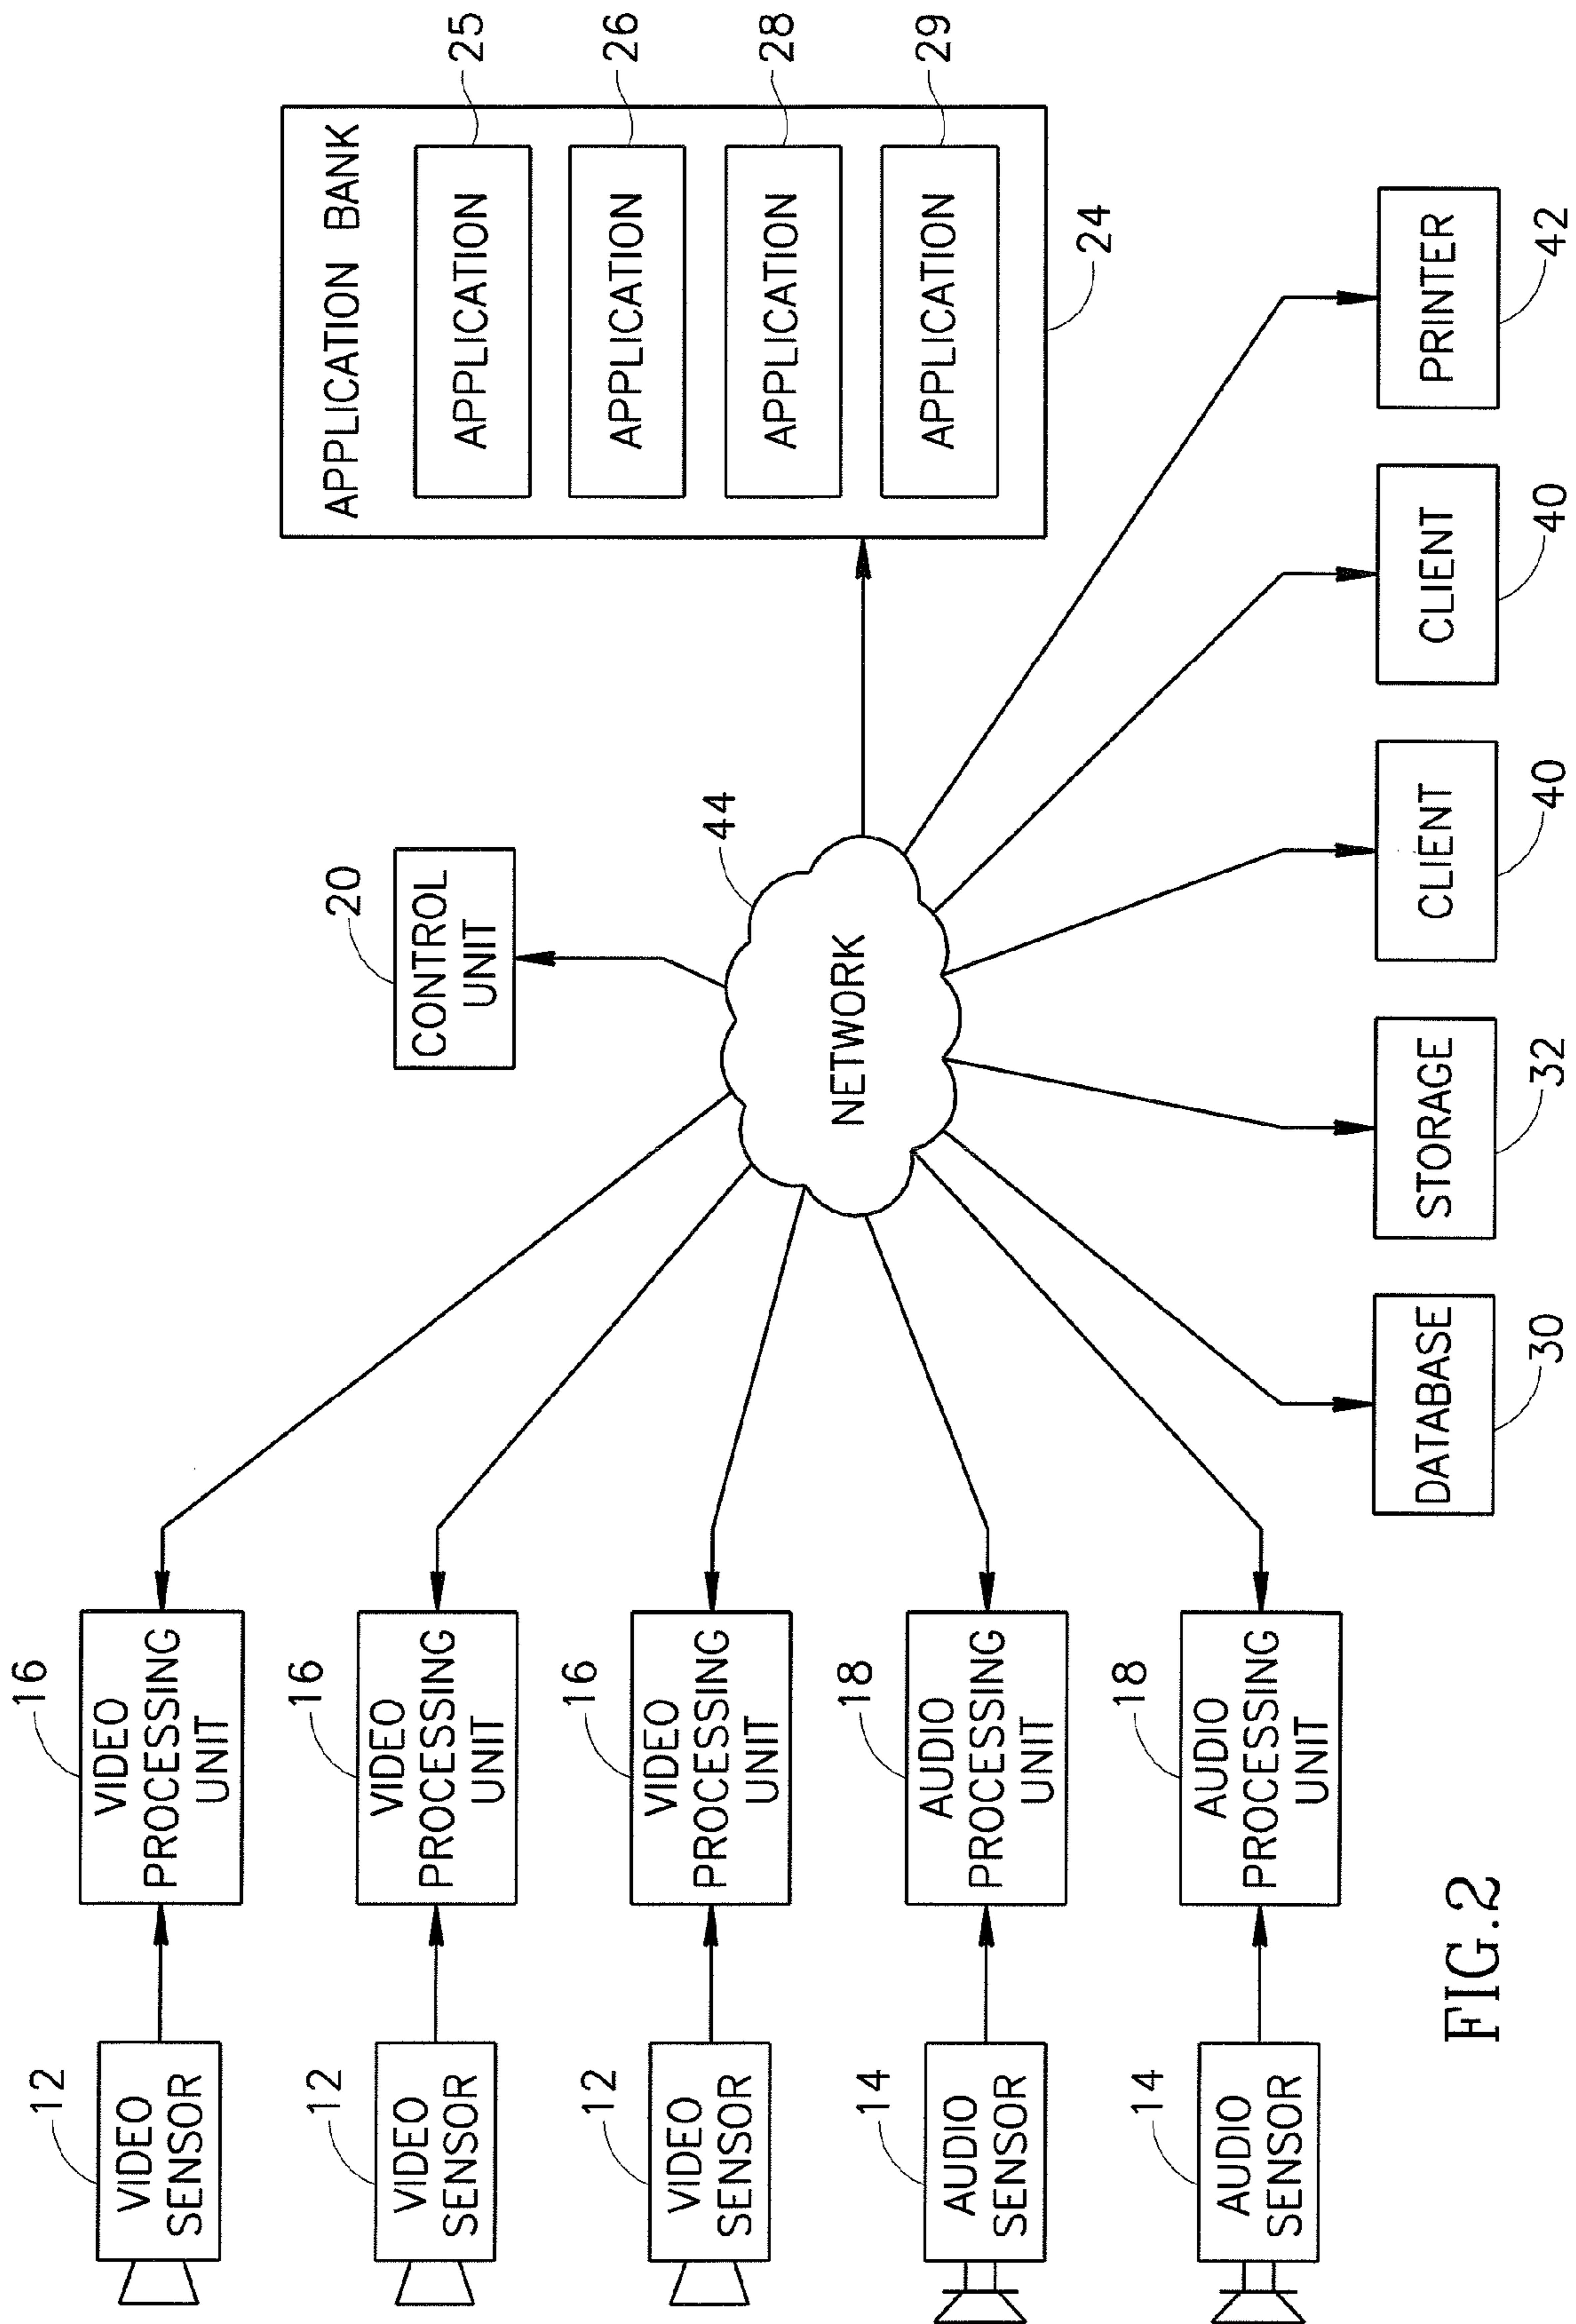 12
VIDEO
SENSOR
16
VIDEO
PROCESSING
UNIT
12
VIDEO
SENSOR
16
VIDEO
PROCESSING
UNIT
12
VIDEO
SENSOR
16
VIDEO
PROCESSING
UNIT
14
AUDIO
SENSOR
18
AUDIO
PROCESSING
UNIT
14
AUDIO
SENSOR
18
AUDIO
PROCESSING
UNIT
20
CONTROL
UNIT
44
NETWORK
APPLICATION BANK
APPLICATION
25
APPLICATION
26
APPLICATION
28
APPLICATION
29
24
DATABASE
30
STORAGE
32
CLIENT
40
CLIENT
40
PRINTER
42
FIG.2